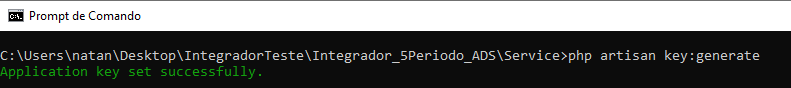 Prompt de Comando
C:\Users\natan\Desktop\IntegradorTeste\Integrador_5Periodo_ADS\Service>php artisan key:generate
Application key set successfully.